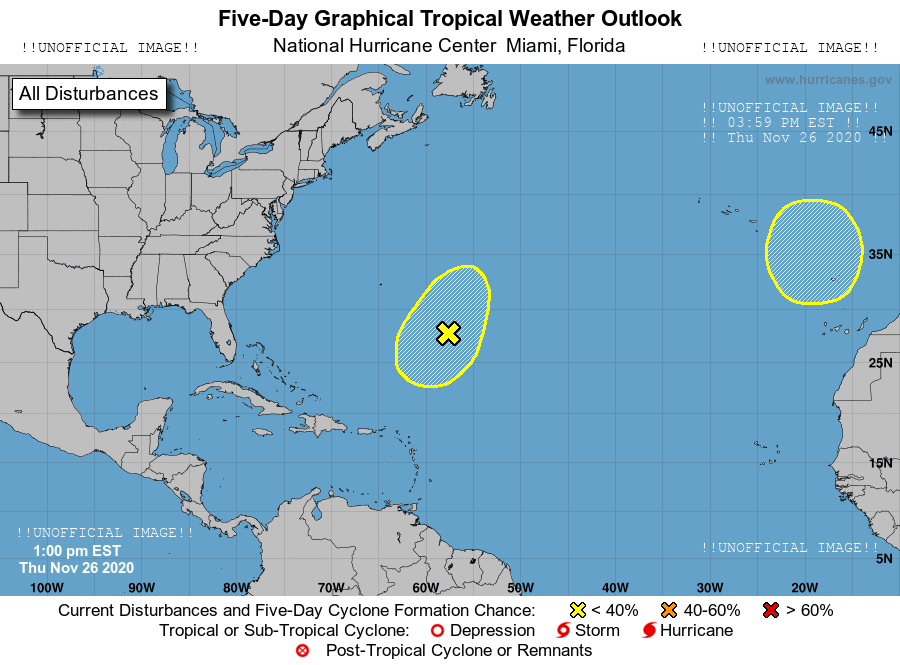 Five-Day Graphical Tropical Weather Outlook
!!UNOFFICIAL IMAGE!!
National Hurricane Center  Miami, Florida
!!UNOFFICIAL IMAGE!!
All Disturbances
www.hurricanes.gov
!!UNOFFICIAL IMAGE!!
!! 03:59 PM EST !!
!! Thu Nov 26 2020 !!
45N
35N
25N
15N
!!UNOFFICIAL IMAGE!!
1:00 pm EST
Thu Nov 26 2020
!!UNOFFICIAL IMAGE!!
5N
100W 90W 80W 70W 60W 50W 40W 30W 20W
Current Disturbances and Five-Day Cyclone Formation Chance: < 40% 40-60% > 60%
Tropical or Sub-Tropical Cyclone: Depression Storm Hurricane
Post-Tropical Cyclone or Remnants